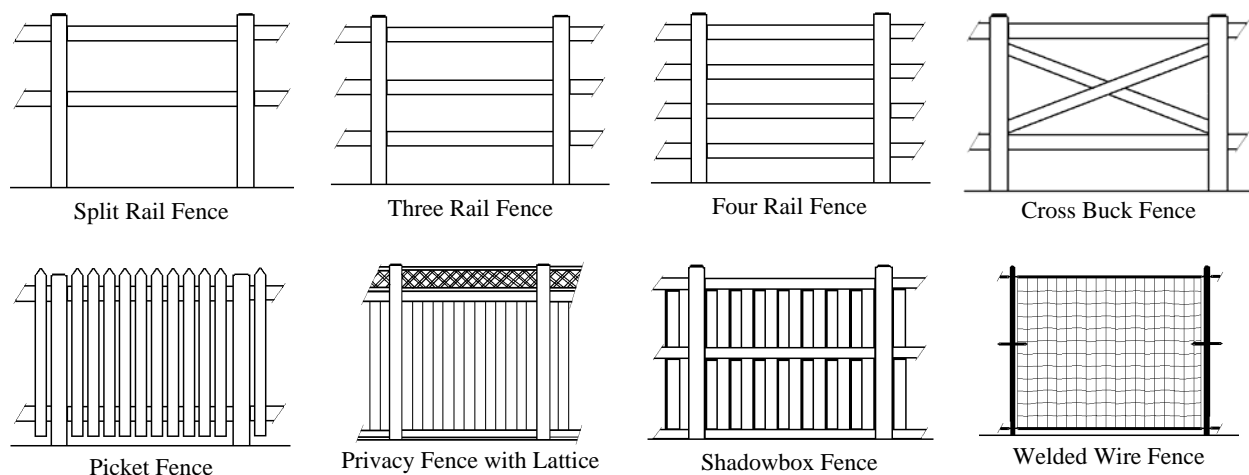 Split Rail Fence
Three Rail Fence
Four Rail Fence
Cross Buck Fence
Picket Fence
Privacy Fence with Lattice
Shadowbox Fence
Welded Wire Fence